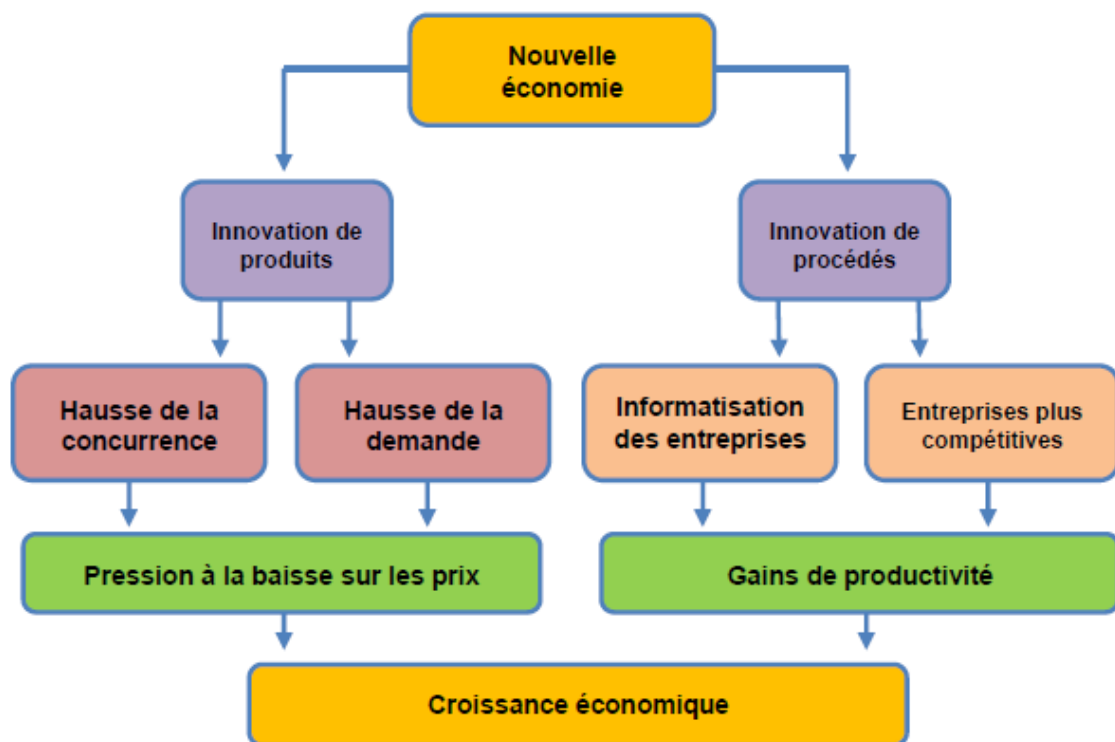 Nouvelle
économie
Innovation de
produits
Innovation de
procédés
Hausse de la
concurrence
Hausse de la
demande
Informatisation
des entreprises
Entreprises plus
compétitives
Pression à la baisse sur les prix
Gains de productivité
Croissance économique